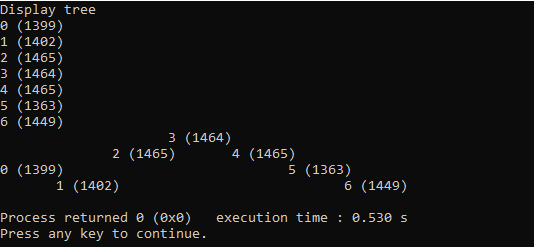 Display tree
0 (1399)
1 (1402)
2 (1465)
3 (1464)
4 (1465)
5 (1363)
6 (1449)
3 (1464)
2 (1465) 4 (1465)
0 (1399) 5 (1363)
1 (1402) 6 (1449)
Process returned 0 (0x0) execution time : 0.530 s
Press any key to continue.